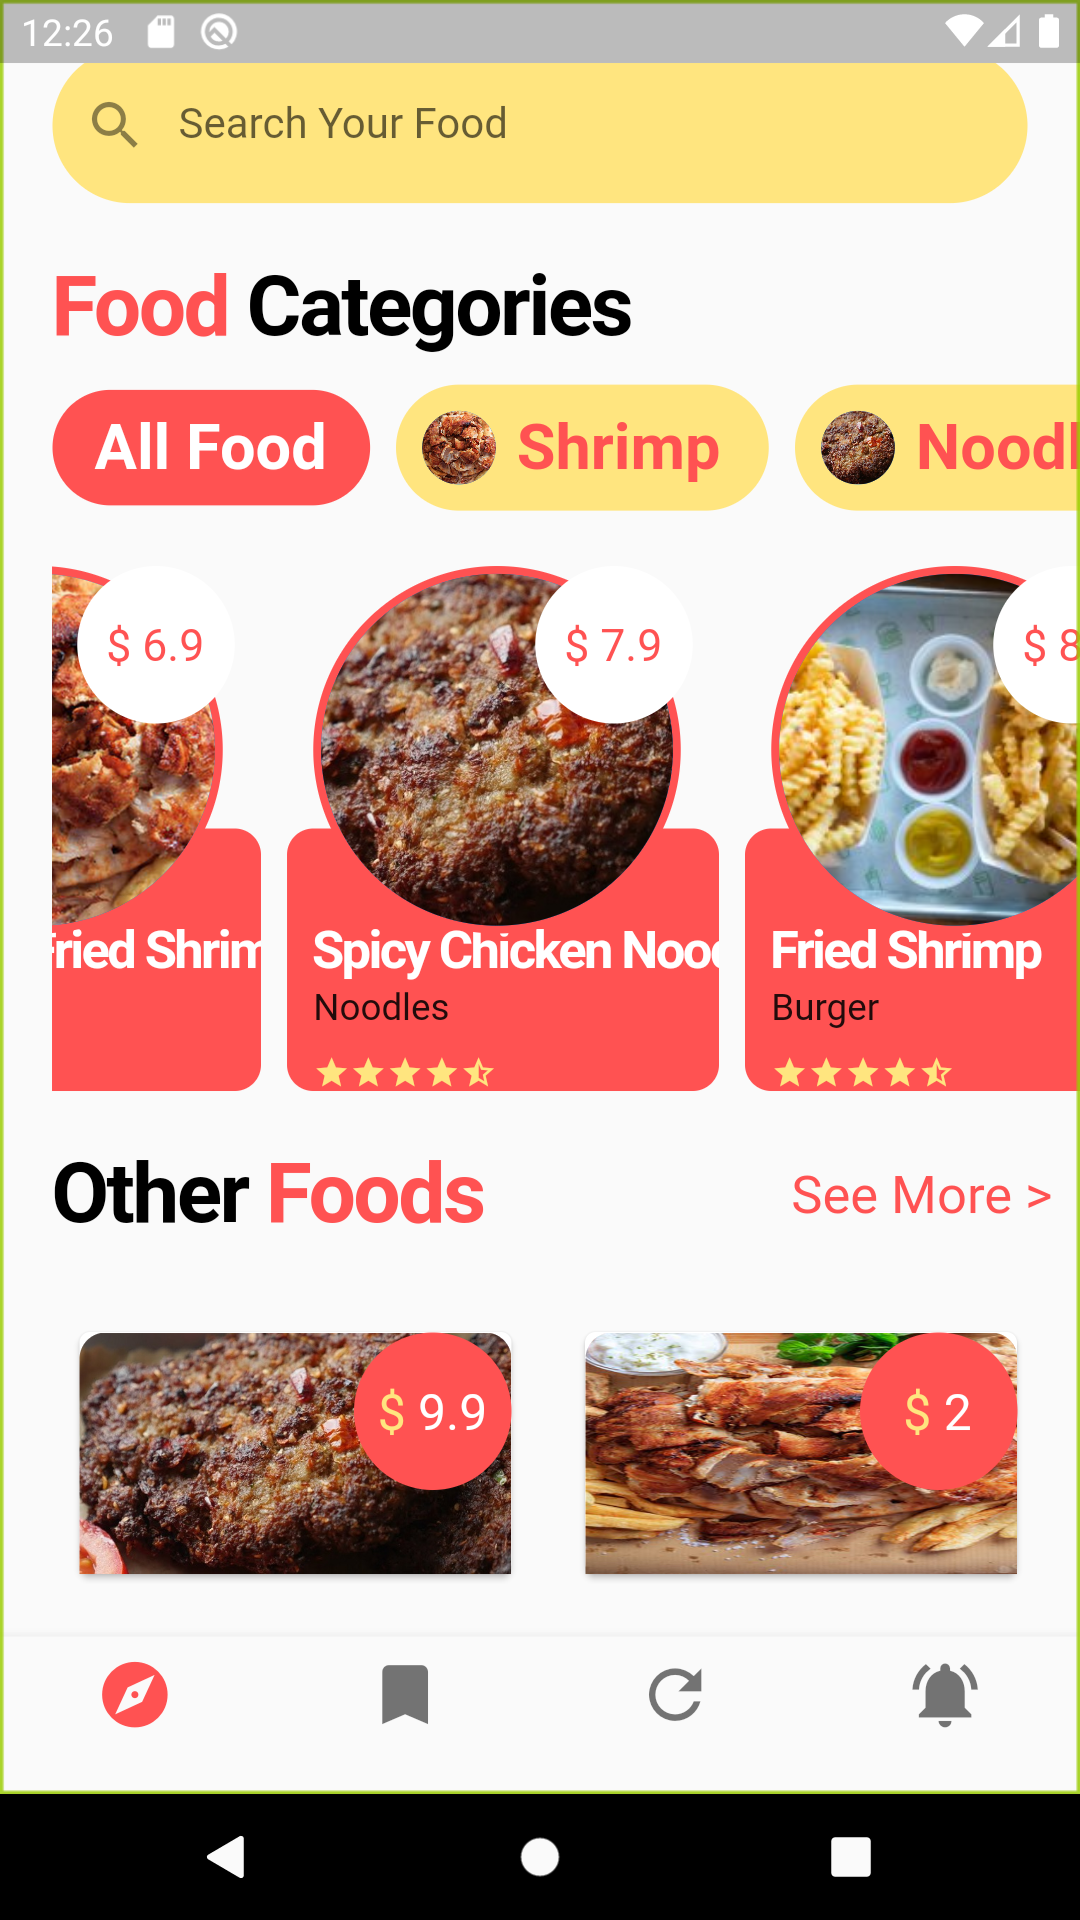 12:26
Search Your Food
Food Categories
All Food
Shrimp
Noodl
$ 6.9
$ 7.9
$ 8
Fried Shrim
Spicy Chicken Nood
Fried Shrimp
Noodles
Burger
Other Foods
See More >
$ 9.9
$ 2